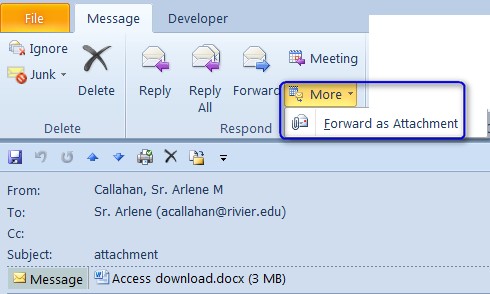 File Message Developer
Ignore
Junk
Delete
Reply
Reply All
Forward
Meeting
More
Forward as Attachment
Delete Respond
From: Callahan, Sr. Arlene M
To: Sr. Arlene (acallahan@rivier.edu)
Cc:
Subject: attachment
Message Access download.docx (3 MB)